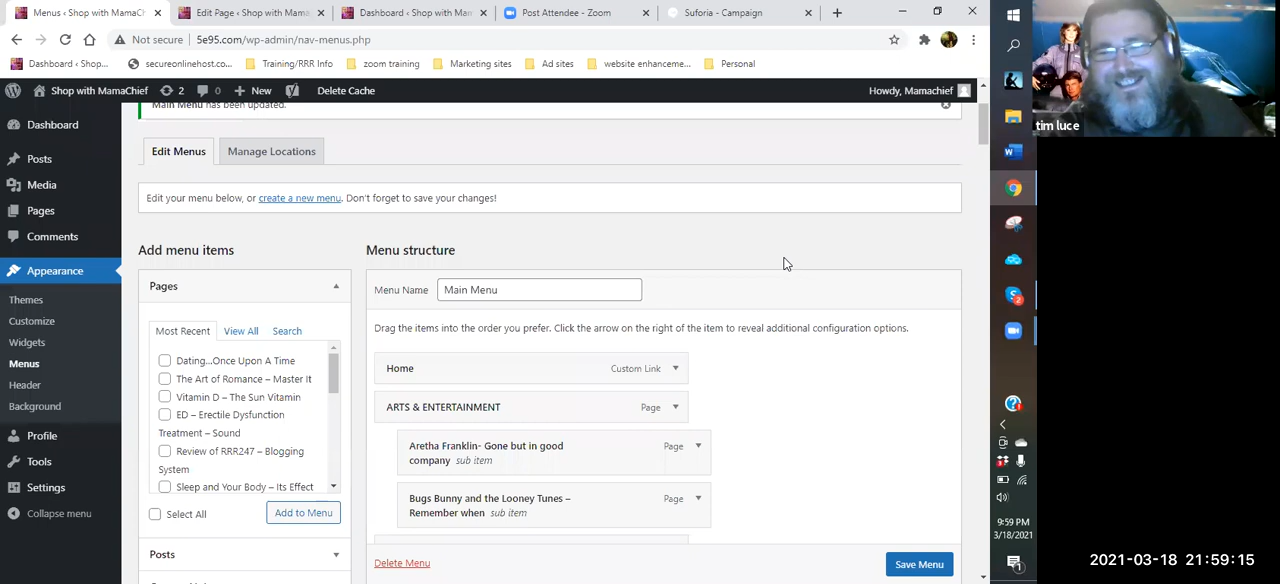 Menus ‹ Shop with MamaCh
Edit Page ‹ Shop with Mama
Dashboard ‹ Shop with Mam
Post Attendee - Zoom
Suforia - Campaign
Not secure
5e95.com/wp-admin/nav-menus.php
Dashboard ‹ Shop...
secureonlinehost.co...
Training/RRR Info
zoom training
Marketing sites
Ad sites
website enhanceme...
Personal
Shop with MamaChief
2
0
New
Delete Cache
Howdy, Mamachief
Main Menu has been updated.
Dashboard
Posts
Media
Pages
Comments
Appearance
Themes
Customize
Widgets
Menus
Header
Background
Profile
Tools
Settings
Collapse menu
Edit Menus
Manage Locations
Edit your menu below, or create a new menu. Don't forget to save your changes!
Add menu items
Pages
Most Recent
View All
Search
Dating...Once Upon A Time
The Art of Romance – Master It
Vitamin D – The Sun Vitamin
ED – Erectile Dysfunction
Treatment – Sound
Review of RRR247 – Blogging
System
Sleep and Your Body – Its Effect
Select All
Add to Menu
Posts
Menu structure
Menu Name
Main Menu
Drag the items into the order you prefer. Click the arrow on the right of the item to reveal additional configuration options.
Home
Custom Link
ARTS & ENTERTAINMENT
Page
Aretha Franklin- Gone but in good
company sub item
Page
Bugs Bunny and the Looney Tunes –
Remember when sub item
Page
Delete Menu
Save Menu
tim luce
9:59 PM
3/18/2021
2021-03-18 21:59:15